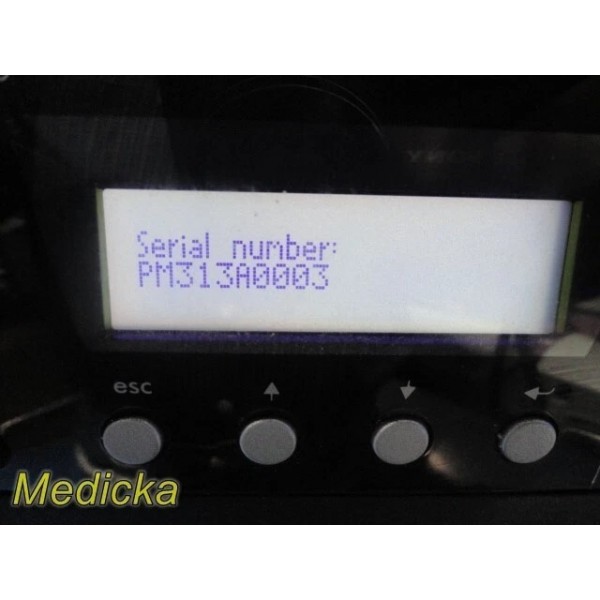 Serial number:
PM313A0003
esc
Medicka